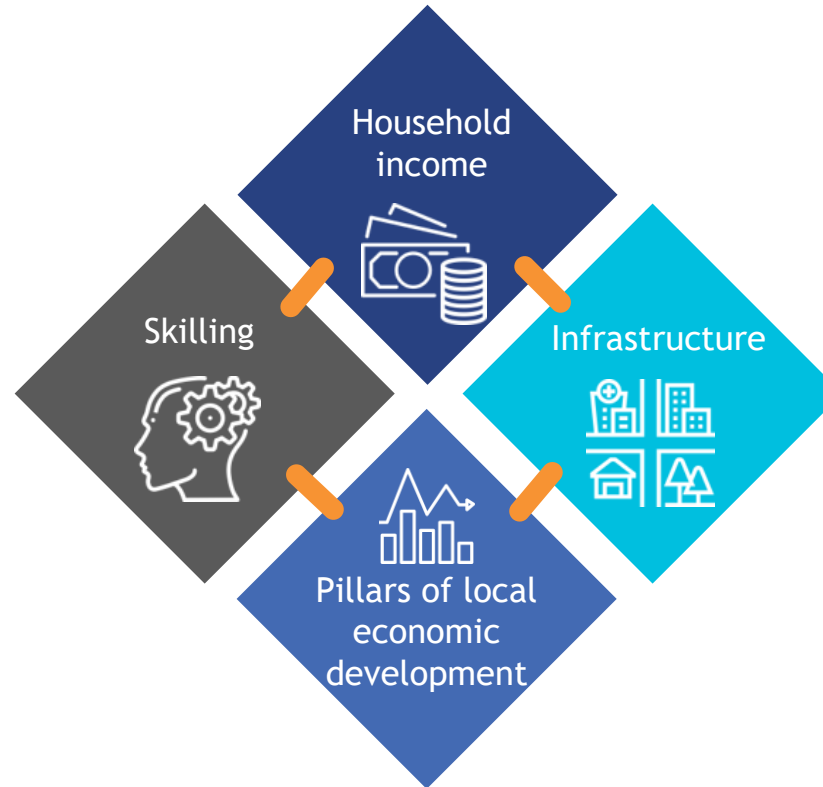 Household
income
Skilling
Infrastructure
Pillars of local
economic
development